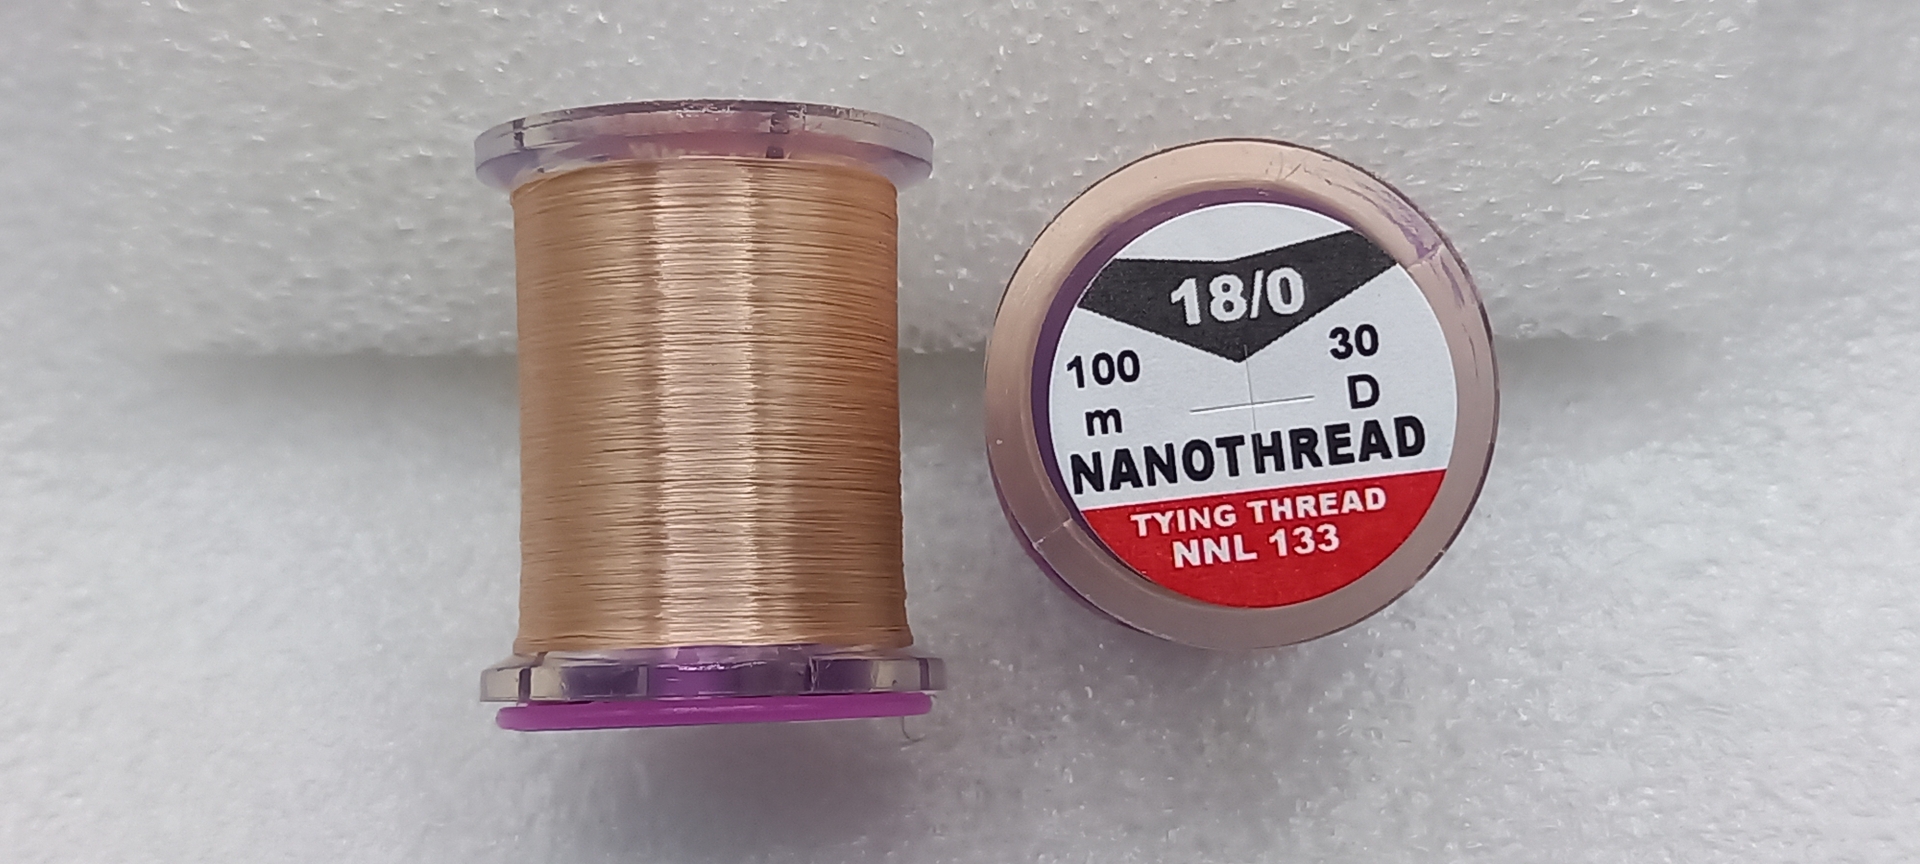 18/0
100
m
30
D
NANOTHREAD
TYING THREAD
NNL 133